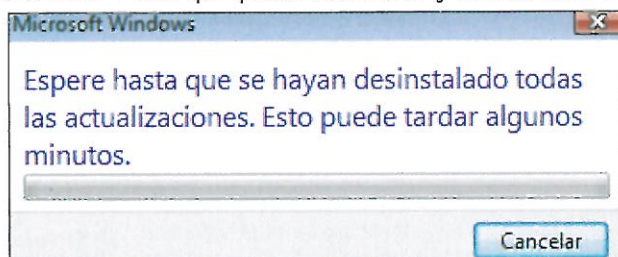 Microsoft Windows
Espere hasta que se hayan desinstalado todas
las actualizaciones. Esto puede tardar algunos
minutos.
Cancelar